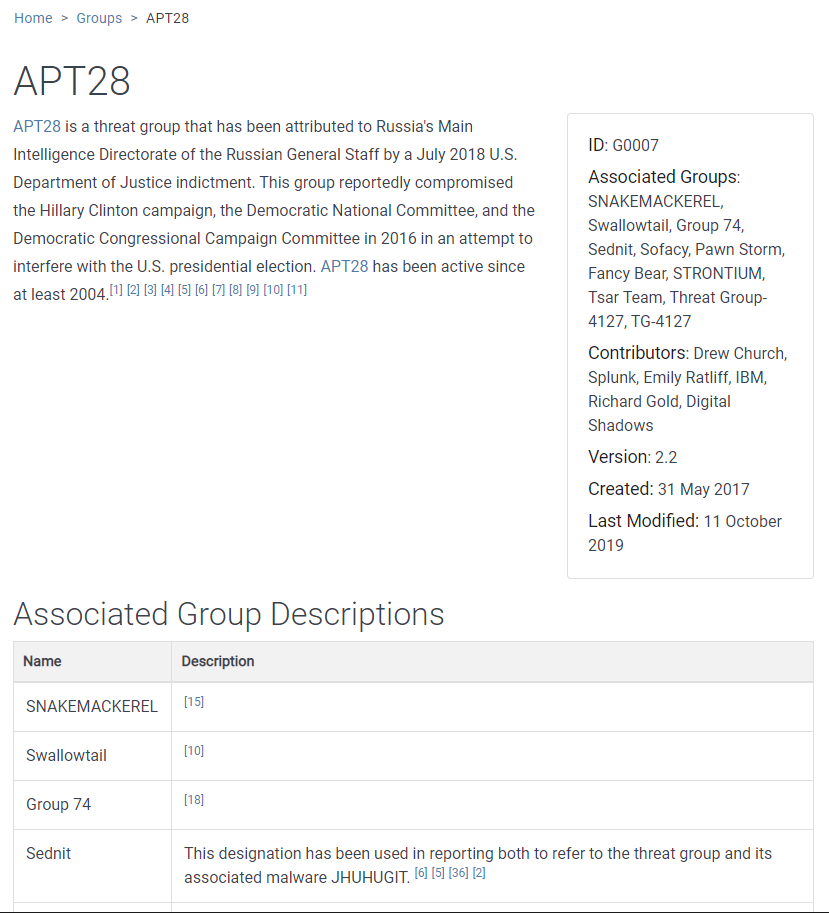 Home > Groups > APT28
APT28
APT28 is a threat group that has been attributed to Russia's Main
Intelligence Directorate of the Russian General Staff by a July 2018 U.S.
Department of Justice indictment. This group reportedly compromised
the Hillary Clinton campaign, the Democratic National Committee, and the
Democratic Congressional Campaign Committee in 2016 in an attempt to
interfere with the U.S. presidential election. APT28 has been active since
at least 2004.[1] [2] [3] [4] [5] [6] [7] [8] [9] [10] [11]
ID: G0007
Associated Groups:
SNAKEMACKEREL,
Swallowtail, Group 74,
Sednit, Sofacy, Pawn Storm,
Fancy Bear, STRONTIUM,
Tsar Team, Threat Group-
4127, TG-4127
Contributors: Drew Church,
Splunk, Emily Ratliff, IBM,
Richard Gold, Digital
Shadows
Version: 2.2
Created: 31 May 2017
Last Modified: 11 October
2019
Associated Group Descriptions
Name Description
SNAKEMACKEREL [15]
Swallowtail [10]
Group 74 [18]
Sednit This designation has been used in reporting both to refer to the threat group and its
associated malware JHUHUGIT. [6] [5] [36] [2]